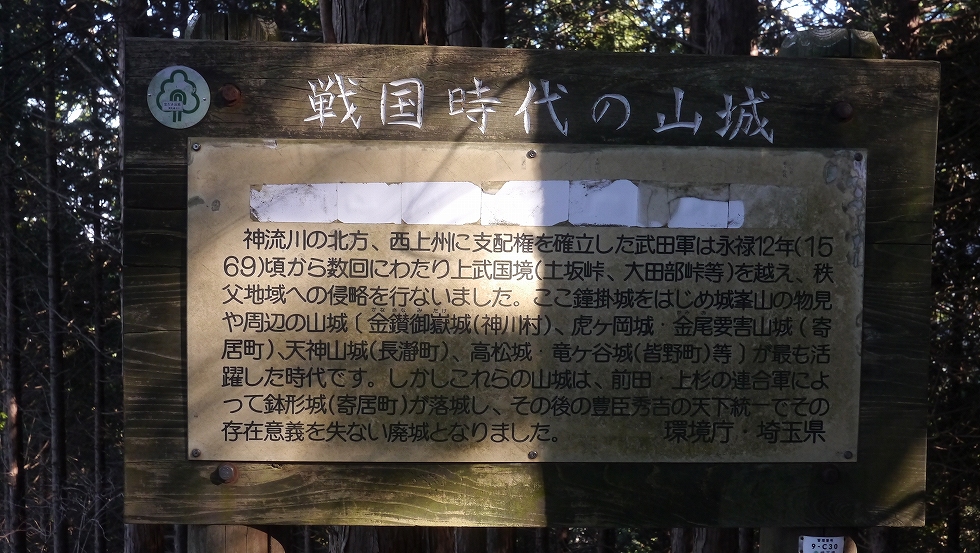 戦国時代の山城
神流川の北方、西上州に支配権を確立した武田軍は永禄12年(15
69)頃から数回にわたり上武国境(土坂峠、大田部峠等)を越え、秩
父地域への侵略を行ないました。ここ鐘掛城をはじめ城峯山の物見
や周辺の山城〔金鑚御嶽城(神川村)、虎ヶ岡城・金尾要害山城(寄
居町)、天神山城(長瀞町)、高松城・竜ケ谷城(皆野町)等〕が最も活
躍した時代です。しかしこれらの山城は、前田・上杉の連合軍によ
って鉢形城(寄居町)が落城し、その後の豊臣秀吉の天下統一でその
存在意義を失ない廃城となりました。 環境庁・埼玉県
9-C30